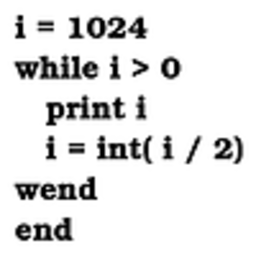 i = 1024
while i > 0
print i
i = int( i / 2)
wend
end